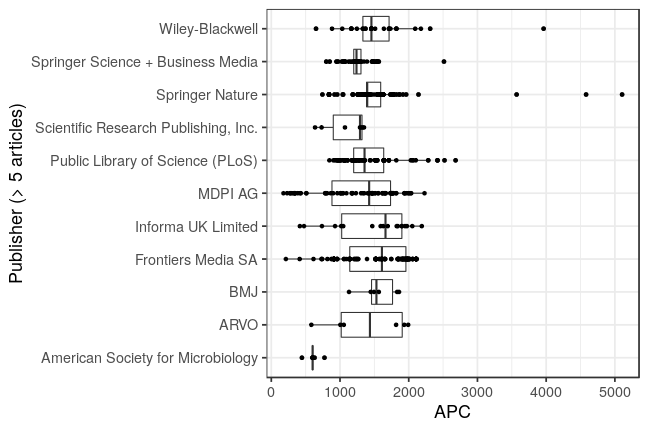 Publisher (> 5 articles)
Wiley-Blackwell
Springer Science + Business Media
Springer Nature
Scientific Research Publishing, Inc.
Public Library of Science (PLoS)
MDPI AG
Informa UK Limited
Frontiers Media SA
BMJ
ARVO
American Society for Microbiology
0 1000 2000 3000 4000 5000
APC